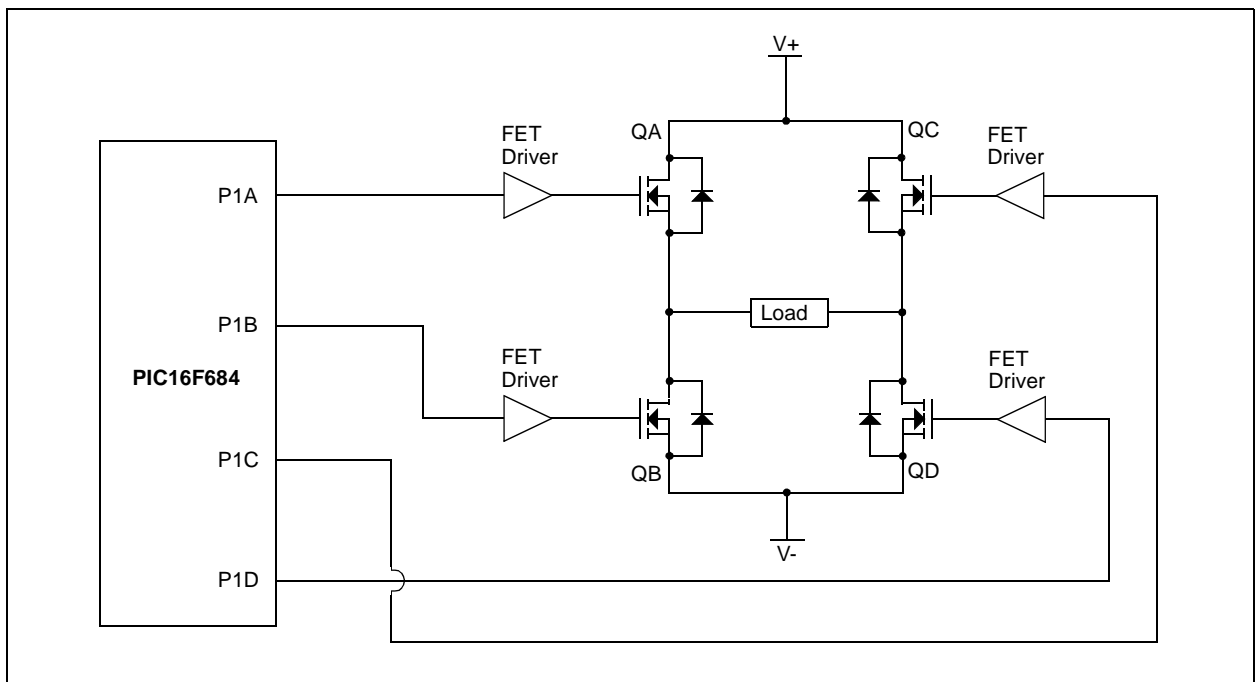 V+
QA
QC
FET
Driver
FET
Driver
P1A
P1B
Load
FET
Driver
FET
Driver
PIC16F684
P1C
QB
QD
V-
P1D